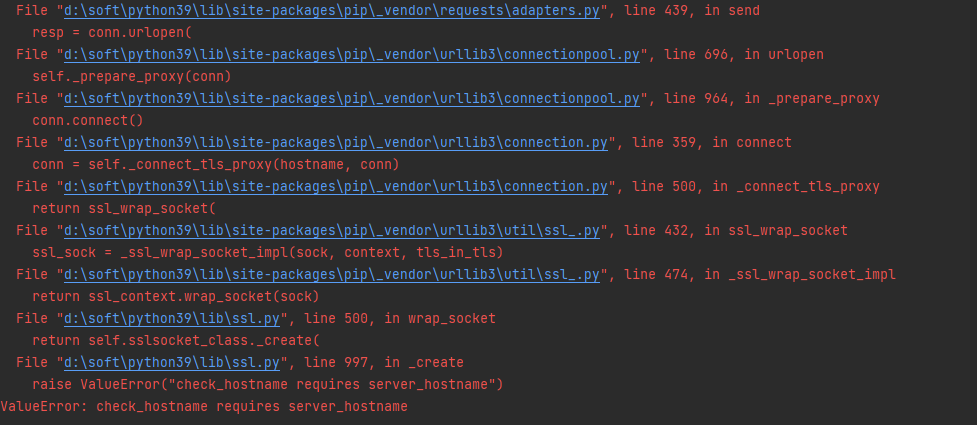 File "d:\soft\python39\lib\site-packages\pip\_vendor\requests\adapters.py", line 439, in send
resp = conn.urlopen(
File "d:\soft\python39\lib\site-packages\pip\_vendor\urllib3\connectionpool.py", line 696, in urlopen
self._prepare_proxy(conn)
File "d:\soft\python39\lib\site-packages\pip\_vendor\urllib3\connectionpool.py", line 964, in _prepare_proxy
conn.connect()
File "d:\soft\python39\lib\site-packages\pip\_vendor\urllib3\connection.py", line 359, in connect
conn = self._connect_tls_proxy(hostname, conn)
File "d:\soft\python39\lib\site-packages\pip\_vendor\urllib3\connection.py", line 500, in _connect_tls_proxy
return ssl_wrap_socket(
File "d:\soft\python39\lib\site-packages\pip\_vendor\urllib3\util\ssl_.py", line 432, in ssl_wrap_socket
ssl_sock = _ssl_wrap_socket_impl(sock, context, tls_in_tls)
File "d:\soft\python39\lib\site-packages\pip\_vendor\urllib3\util\ssl_.py", line 474, in _ssl_wrap_socket_impl
return ssl_context.wrap_socket(sock)
File "d:\soft\python39\lib\ssl.py", line 500, in wrap_socket
return self.sslsocket_class._create(
File "d:\soft\python39\lib\ssl.py", line 997, in _create
raise ValueError("check_hostname requires server_hostname")
ValueError: check_hostname requires server_hostname